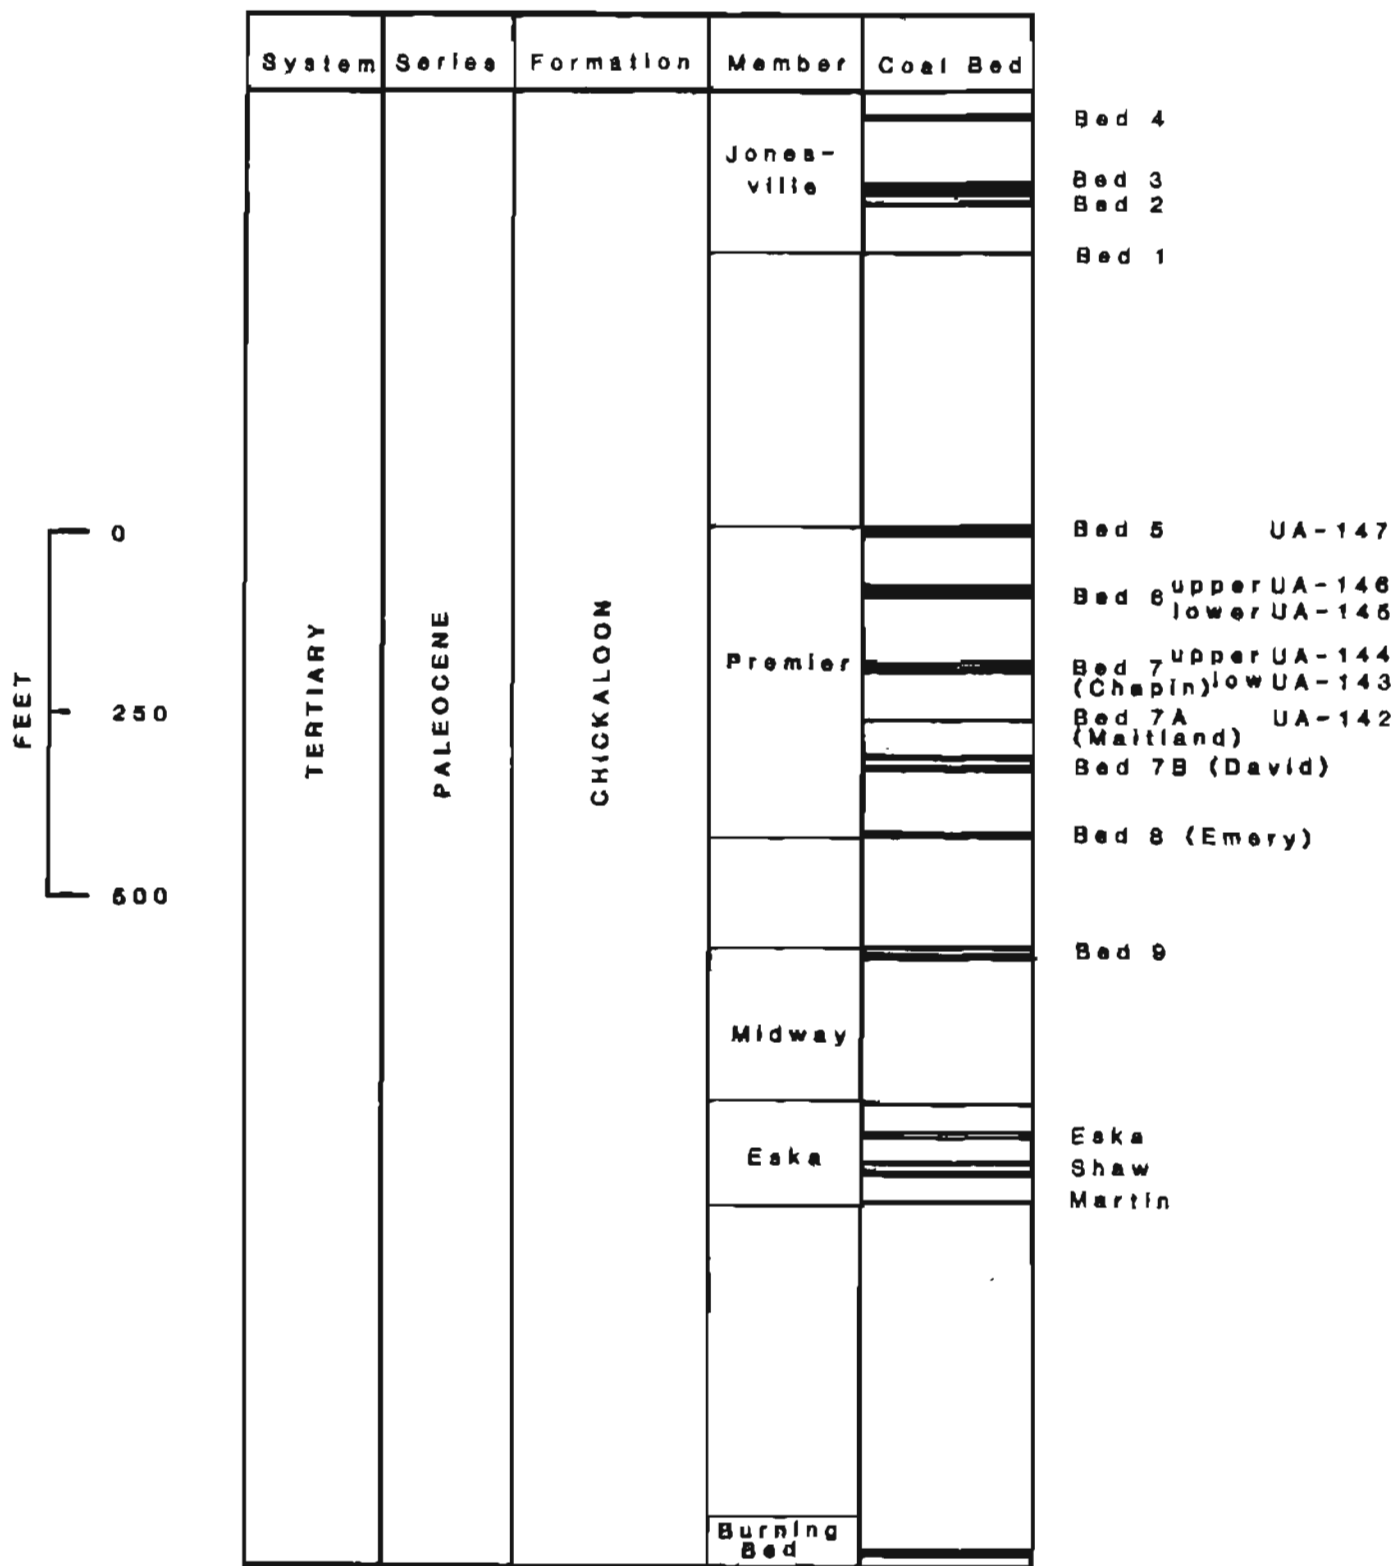 System Series Formation Member Coal Bed
Bed 4
Jones-
ville
Bed 3
Bed 2
Bed 1
0
Bed 5 UA-147
Bed 6 upper UA-146
lower UA-145
FEET
TERTIARY
PALEOCENE
CHICKALOON
Premier
Bed 7 upper UA-144
(Chapin) low UA-143
250
Bed 7A UA-142
(Maitland)
Bed 7B (David)
Bed 8 (Emery)
500
Bed 9
Midway
Eska
Eska
Shaw
Martin
Burning
Bed